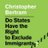 Christopher
Bertram
Do States
Have the
Right to
Exclude
Immigrants?